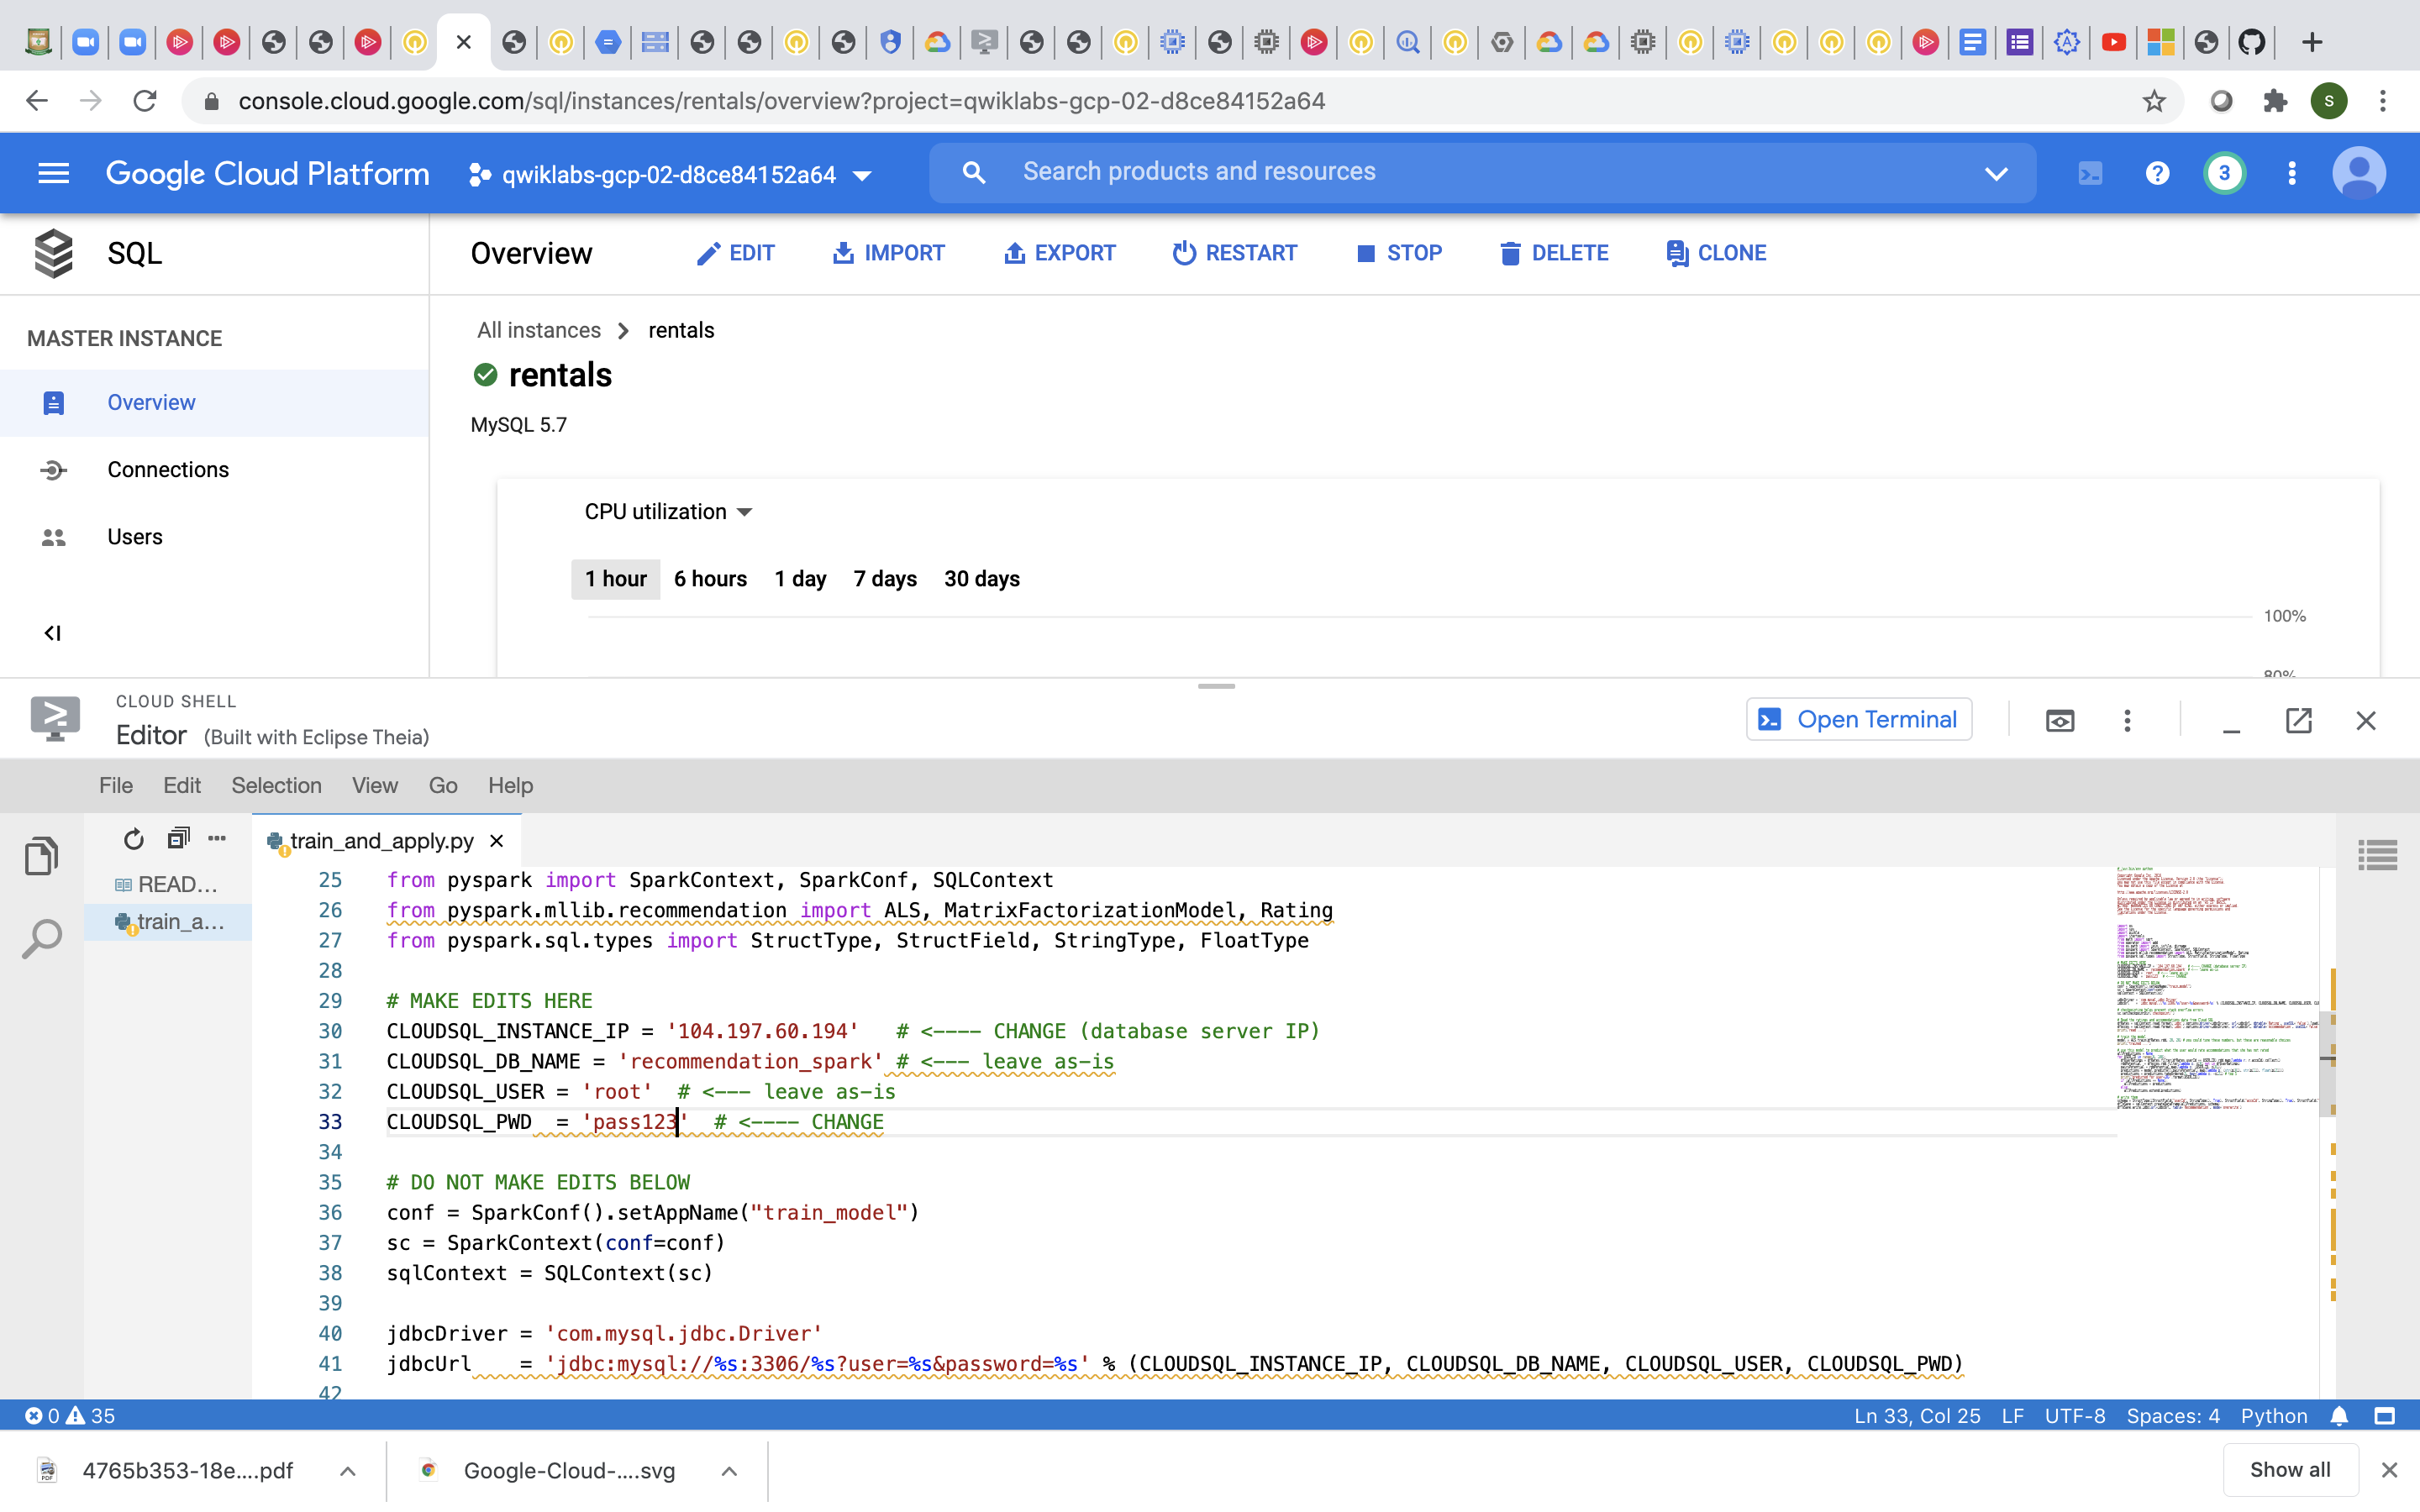 console.cloud.google.com/sql/instances/rentals/overview?project=qwiklabs-gcp-02-d8ce84152a64
S
Google Cloud Platform
qwiklabs-gcp-02-d8ce84152a64
Search products and resources
3
SQL
Overview
EDIT
IMPORT
EXPORT
RESTART
STOP
DELETE
CLONE
MASTER INSTANCE
Overview
Connections
Users
All instances
rentals
rentals
MySQL 5.7
CPU utilization
1 hour
6 hours
1 day
7 days
30 days
100%
80%
CLOUD SHELL
Editor (Built with Eclipse Theia)
Open Terminal
File Edit Selection View Go Help
READ...
train_a...
train_and_apply.py
25 from pyspark import SparkContext, SparkConf, SQLContext
26 from pyspark.mllib.recommendation import ALS, MatrixFactorizationModel, Rating
27 from pyspark.sql.types import StructType, StructField, StringType, FloatType
28
29 # MAKE EDITS HERE
30 CLOUDSQL_INSTANCE_IP = '104.197.60.194'   # <---- CHANGE (database server IP)
31 CLOUDSQL_DB_NAME = 'recommendation_spark' # <--- leave as-is
32 CLOUDSQL_USER = 'root'  # <--- leave as-is
33 CLOUDSQL_PWD  = 'pass123'  # <---- CHANGE
34
35 # DO NOT MAKE EDITS BELOW
36 conf = SparkConf().setAppName("train_model")
37 sc = SparkContext(conf=conf)
38 sqlContext = SQLContext(sc)
39
40 jdbcDriver = 'com.mysql.jdbc.Driver'
41 jdbcUrl    = 'jdbc:mysql://%s:3306/%s?user=%s&password=%s' % (CLOUDSQL_INSTANCE_IP, CLOUDSQL_DB_NAME, CLOUDSQL_USER, CLOUDSQL_PWD)
42
0 35
Ln 33, Col 25 LF UTF-8 Spaces: 4 Python
4765b353-18e....pdf
Google-Cloud-....svg
Show all